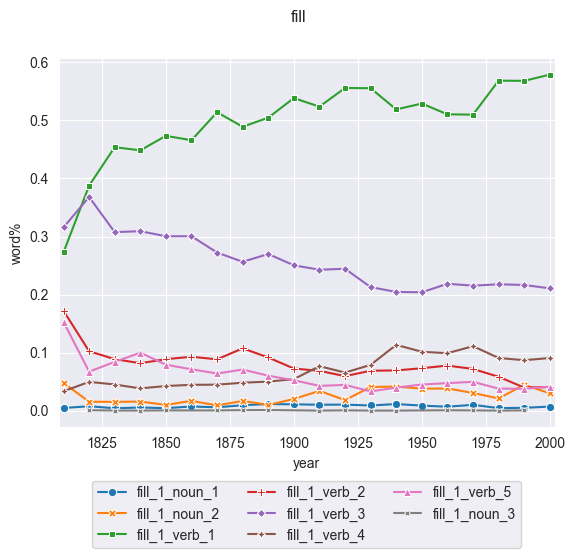 fill
0.6
0.5
0.4
0.3
0.2
0.1
0.0
word%
1825 1850 1875 1900 1925 1950 1975 2000
year
fill_1_noun_1 fill_1_verb_2 fill_1_verb_5
fill_1_noun_2 fill_1_verb_3 fill_1_noun_3
fill_1_verb_1 fill_1_verb_4